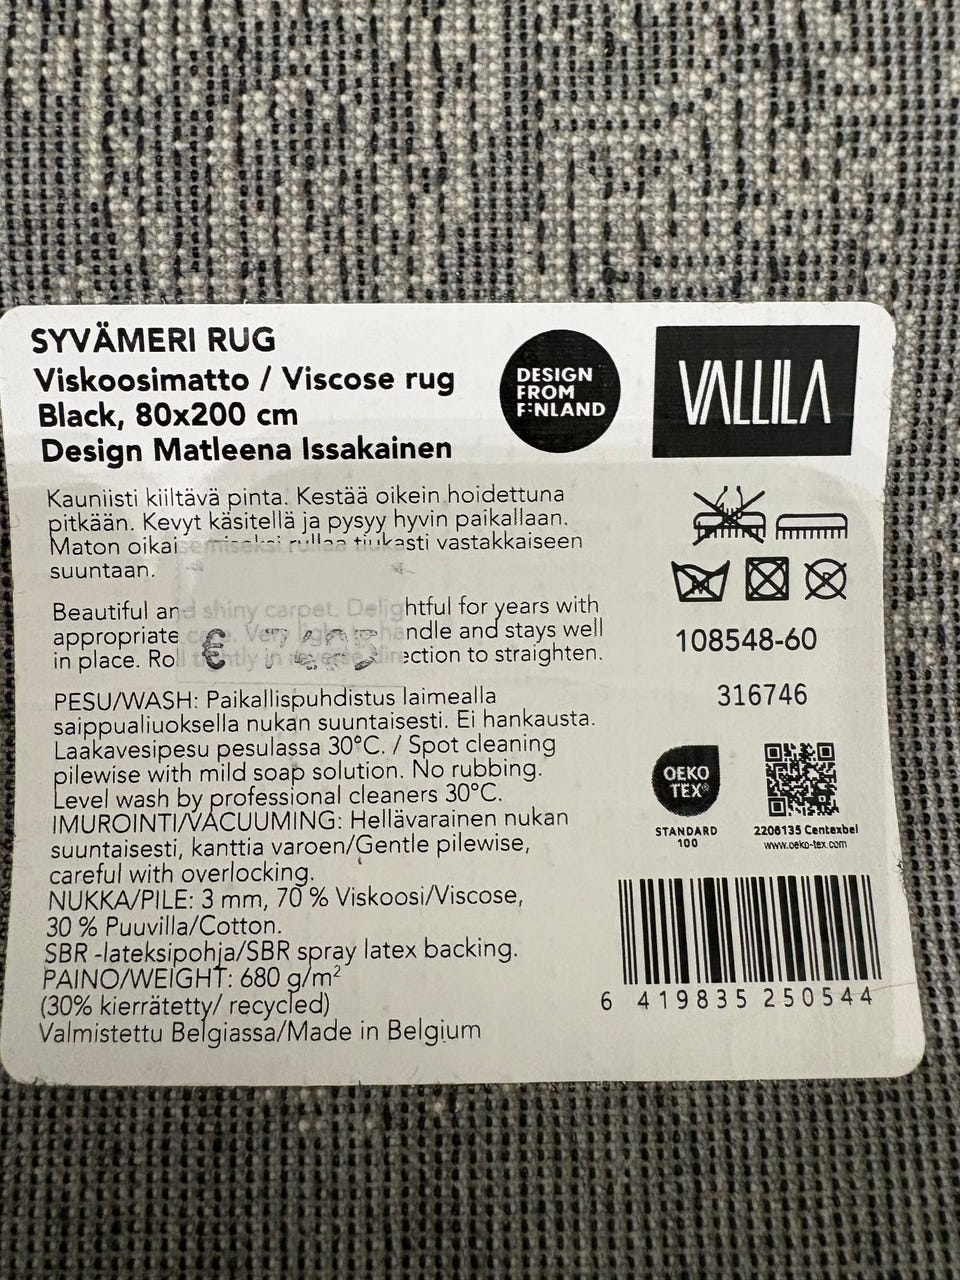 SYVÄMERI RUG
Viskoosimatto / Viscose rug
Black, 80x200 cm
Design Matleena Issakainen
DESIGN
FROM
FINLAND
VALLILA
Kauniisti kiiltävä pinta. Kestää oikein hoidettuna
pitkään. Kevyt käsitellä ja pysyy hyvin paikallaan.
Maton oikaisemiseksi rullaa tiukasti vastakkaiseen
suuntaan.
Beautiful and shiny carpet. Delightful for years with
appropriate care. Very light to handle and stays well
in place. Roll tightly in reverse direction to straighten.
€
PESU/WASH: Paikallispuhdistus laimealla
saippualiuoksella nukan suuntaisesti. Ei hankausta.
Laakavesipesu pesulassa 30°C. / Spot cleaning
pilewise with mild soap solution. No rubbing.
Level wash by professional cleaners 30°C.
IMUROINTI/VACUUMING: Hellävarainen nukan
suuntaisesti, kanttia varoen/Gentle pilewise,
careful with overlocking.
NUKKA/PILE: 3 mm, 70 % Viskoosi/Viscose,
30 % Puuvilla/Cotton.
SBR -lateksipohja/SBR spray latex backing.
PAINO/WEIGHT: 680 g/m²
(30% kierrätetty/ recycled)
Valmistettu Belgiassa/Made in Belgium
108548-60
316746
OEKO
TEX®
STANDARD
100
2206135 Centexbel
www.oeko-tex.com
6 419835 250544